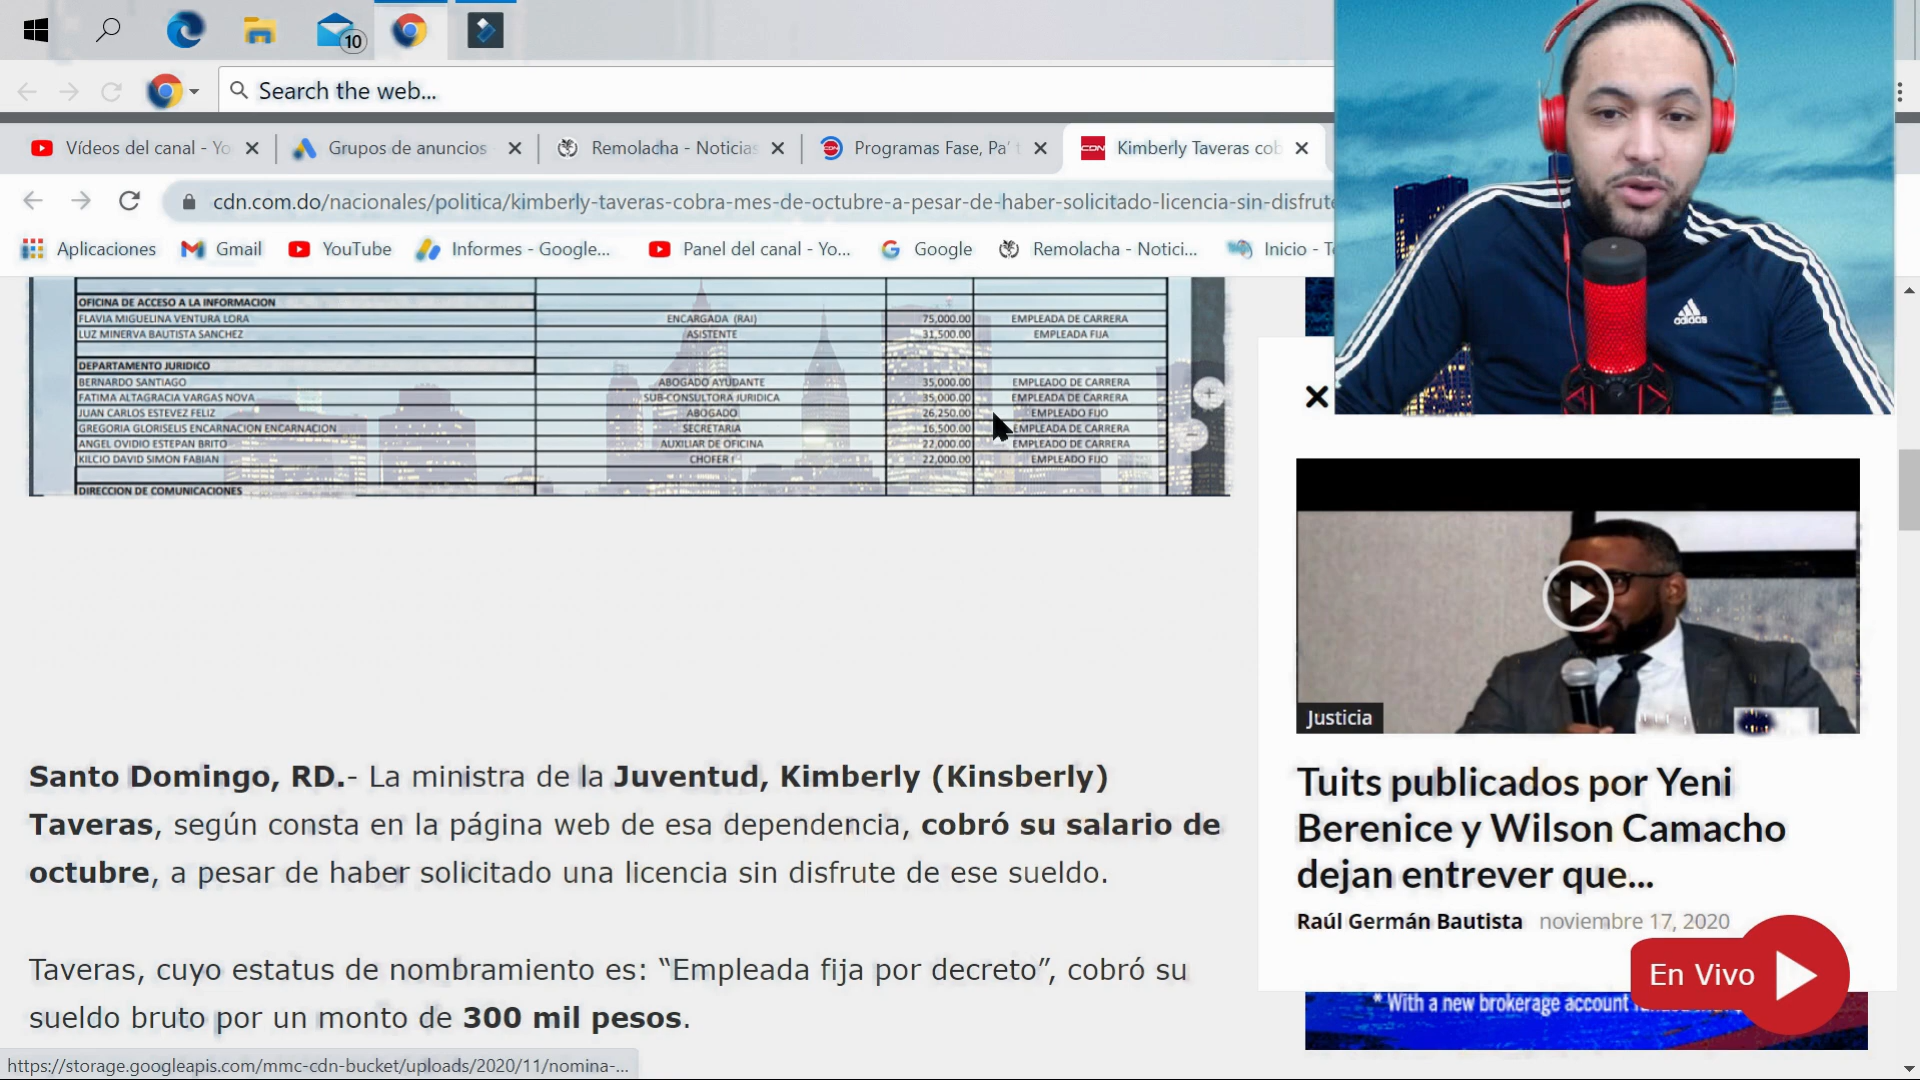 10
Search the web...
Vídeos del canal - Yo
Grupos de anuncios
Remolacha - Noticias
Programas Fase, Pa' t
CDN
Kimberly Taveras cob
cdn.com.do/nacionales/politica/kimberly-taveras-cobra-mes-de-octubre-a-pesar-de-haber-solicitado-licencia-sin-disfrute
Aplicaciones
Gmail
YouTube
Informes - Google...
Panel del canal - Yo...
Google
Remolacha - Notici...
Inicio - T
adidas
OFICINA DE ACCESO A LA INFORMACION
FLAVIA MIGUELINA VENTURA LORA ENCARGADA (RAI) 75,000.00 EMPLEADA DE CARRERA
LUZ MINERVA BAUTISTA SANCHEZ ASISTENTE 31,500.00 EMPLEADA FIJA
DEPARTAMENTO JURIDICO
BERNARDO SANTIAGO ABOGADO AYUDANTE 35,000.00 EMPLEADO DE CARRERA
FATIMA ALTAGRACIA VARGAS NOVA SUB-CONSULTORA JURIDICA 35,000.00 EMPLEADA DE CARRERA
JUAN CARLOS ESTEVEZ FELIZ ABOGADO 26,250.00 EMPLEADO FIJO
GREGORIA GLORISELIS ENCARNACION ENCARNACION SECRETARIA 16,500.00 EMPLEADA DE CARRERA
ANGEL OVIDIO ESTEPAN BRITO AUXILIAR DE OFICINA 22,000.00 EMPLEADO DE CARRERA
KILCIO DAVID SIMON FABIAN CHOFER I 22,000.00 EMPLEADO FIJO
DIRECCION DE COMUNICACIONES
Santo Domingo, RD.- La ministra de la Juventud, Kimberly (Kinsberly)
Taveras, según consta en la página web de esa dependencia, cobró su salario de
octubre, a pesar de haber solicitado una licencia sin disfrute de ese sueldo.
Taveras, cuyo estatus de nombramiento es: “Empleada fija por decreto”, cobró su
sueldo bruto por un monto de 300 mil pesos.
https://storage.googleapis.com/mmc-cdn-bucket/uploads/2020/11/nomina-...
Justicia
Tuits publicados por Yeni
Berenice y Wilson Camacho
dejan entrever que...
Raúl Germán Bautista noviembre 17, 2020
En Vivo
* With a new brokerage account